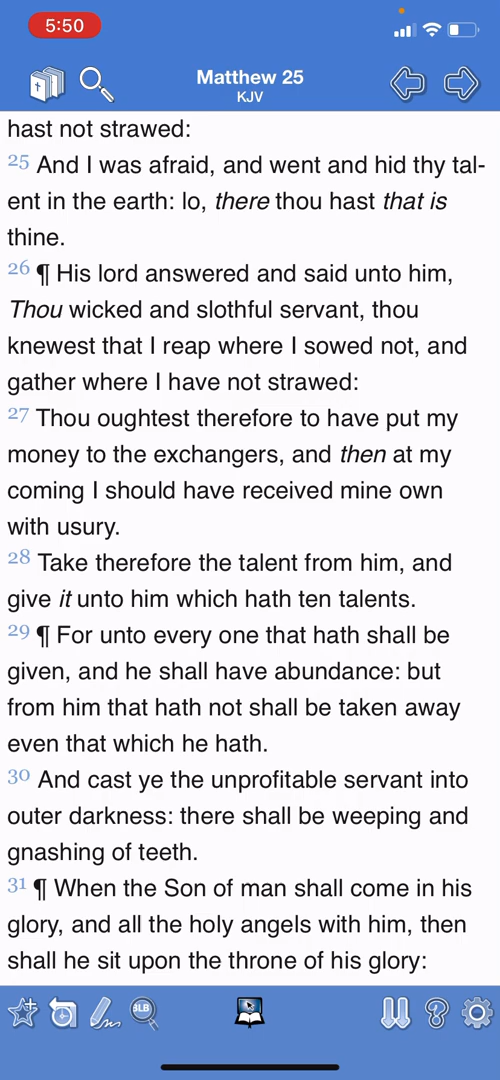 5:50
Matthew 25
KJV
hast not strawed:
25 And I was afraid, and went and hid thy tal-
ent in the earth: lo, there thou hast that is
thine.
26 ¶ His lord answered and said unto him,
Thou wicked and slothful servant, thou
knewest that I reap where I sowed not, and
gather where I have not strawed:
27 Thou oughtest therefore to have put my
money to the exchangers, and then at my
coming I should have received mine own
with usury.
28 Take therefore the talent from him, and
give it unto him which hath ten talents.
29 ¶ For unto every one that hath shall be
given, and he shall have abundance: but
from him that hath not shall be taken away
even that which he hath.
30 And cast ye the unprofitable servant into
outer darkness: there shall be weeping and
gnashing of teeth.
31 ¶ When the Son of man shall come in his
glory, and all the holy angels with him, then
shall he sit upon the throne of his glory:
BLB